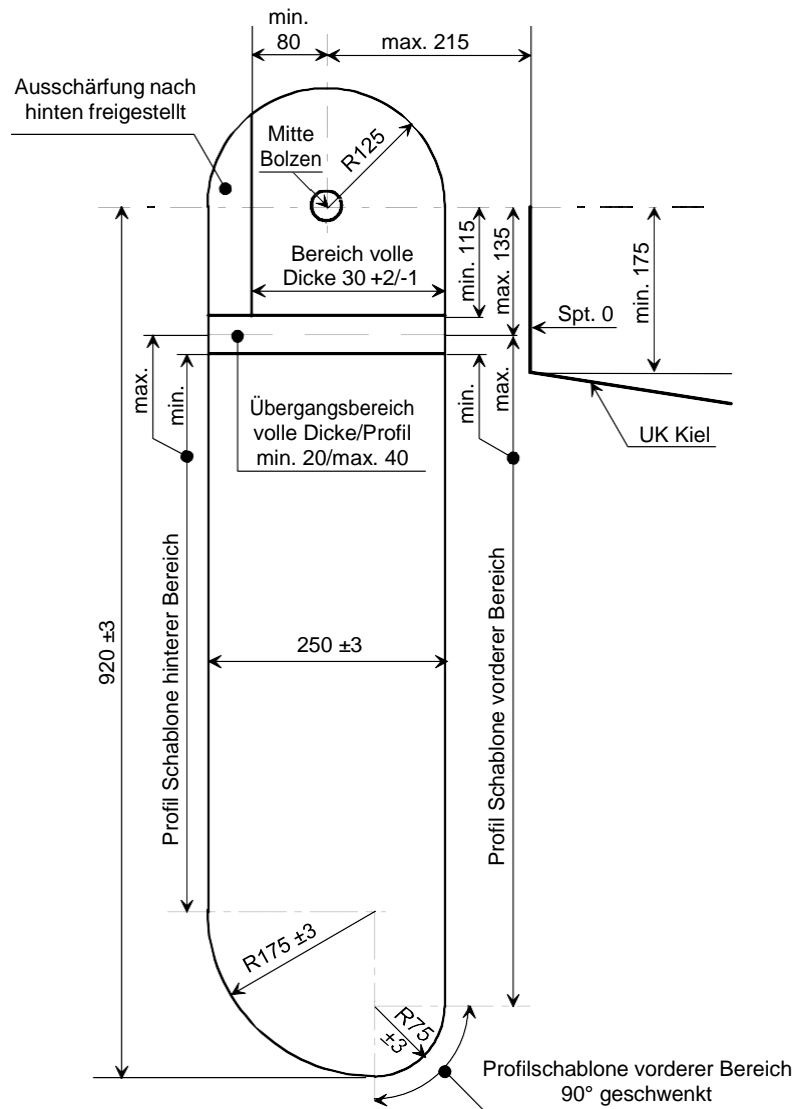 min.
80
max. 215
Ausschärfung nach
hinten freigestellt
Mitte
Bolzen
R125
Bereich volle
Dicke 30 +2/-1
min. 115
max. 135
min. 175
Spt. 0
max.
min.
Übergangsbereich
volle Dicke/Profil
min. 20/max. 40
min.
max.
UK Kiel
920 ±3
Profil Schablone hinterer Bereich
250 ±3
Profil Schablone vorderer Bereich
R175 ±3
R75
±3
Profilschablone vorderer Bereich
90° geschwenkt